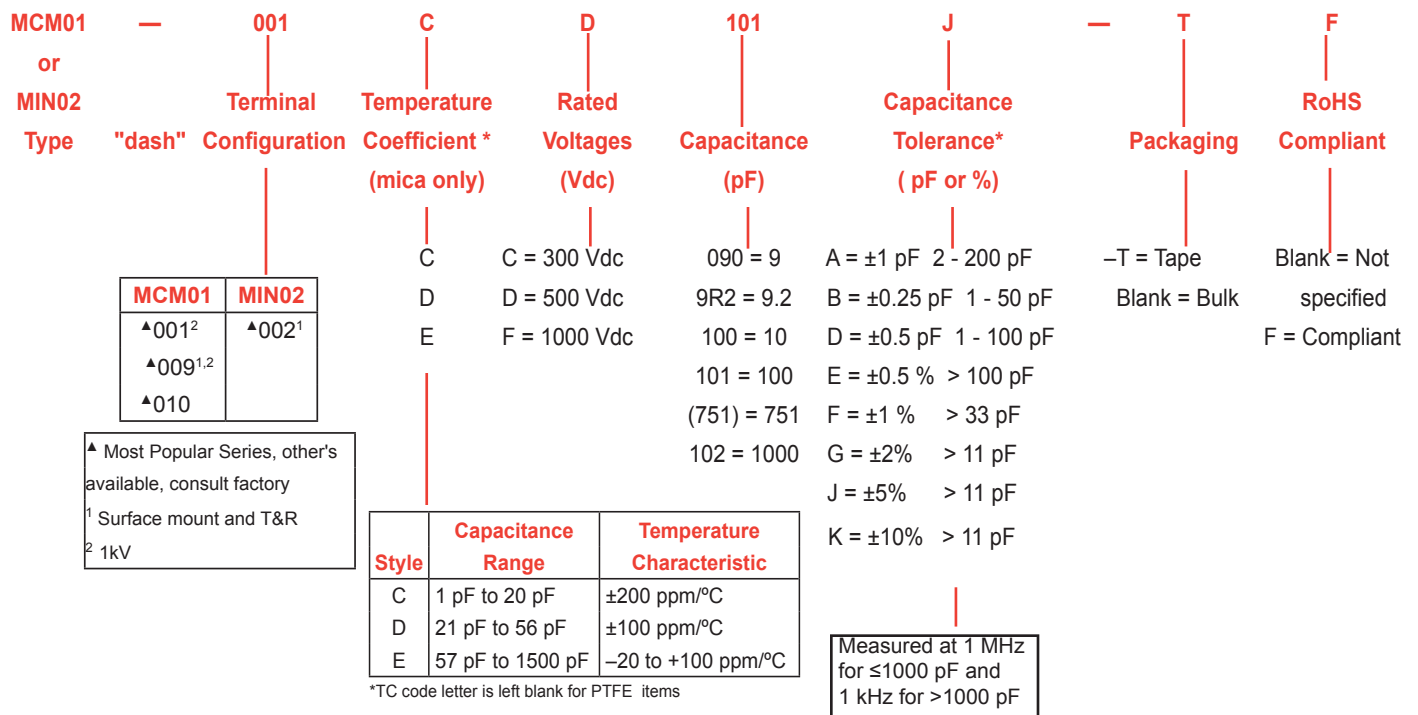 MCM01 — 001 C D 101 J — T F
or
MIN02 Terminal Temperature Rated Capacitance RoHS
Type "dash" Configuration Coefficient * Voltages Capacitance Tolerance* Packaging Compliant
(mica only) (Vdc) (pF) ( pF or %)
C C = 300 Vdc 090 = 9 A = ±1 pF 2 - 200 pF –T = Tape Blank = Not
D D = 500 Vdc 9R2 = 9.2 B = ±0.25 pF 1 - 50 pF Blank = Bulk specified
E F = 1000 Vdc 100 = 10 D = ±0.5 pF 1 - 100 pF F = Compliant
101 = 100 E = ±0.5 % > 100 pF
(751) = 751 F = ±1 % > 33 pF
102 = 1000 G = ±2% > 11 pF
J = ±5% > 11 pF
K = ±10% > 11 pF
MCM01 MIN02
▲001² ▲002¹
▲009¹,²
▲010
▲ Most Popular Series, other's
available, consult factory
¹ Surface mount and T&R
² 1kV
Capacitance Temperature
Style Range Characteristic
C 1 pF to 20 pF ±200 ppm/ºC
D 21 pF to 56 pF ±100 ppm/ºC
E 57 pF to 1500 pF –20 to +100 ppm/ºC
*TC code letter is left blank for PTFE items
Measured at 1 MHz
for ≤1000 pF and
1 kHz for >1000 pF